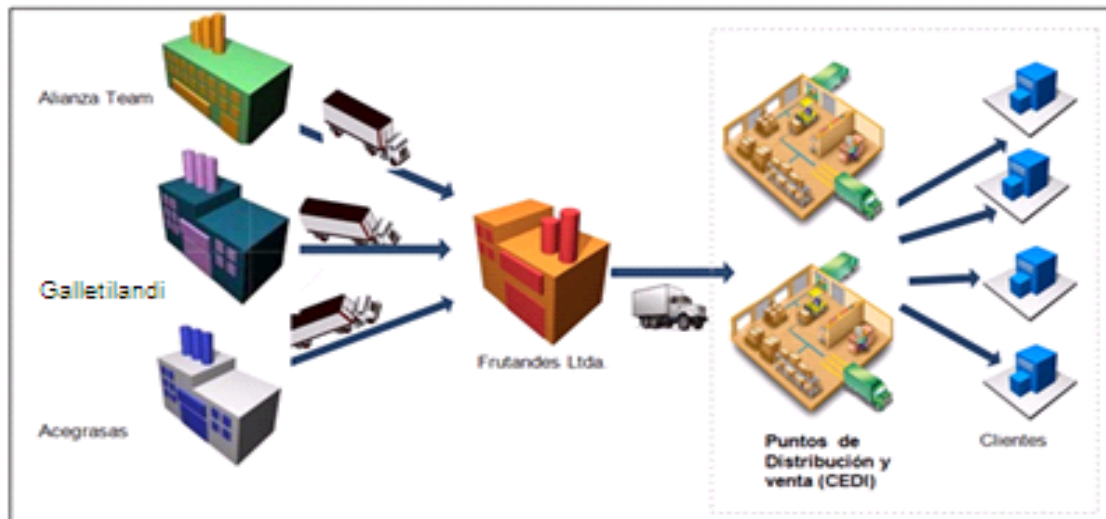 Alianza Team
Galletilandi
Acegrasas
Frutandes Ltda.
Puntos de
Distribución y
venta (CEDI)
Clientes